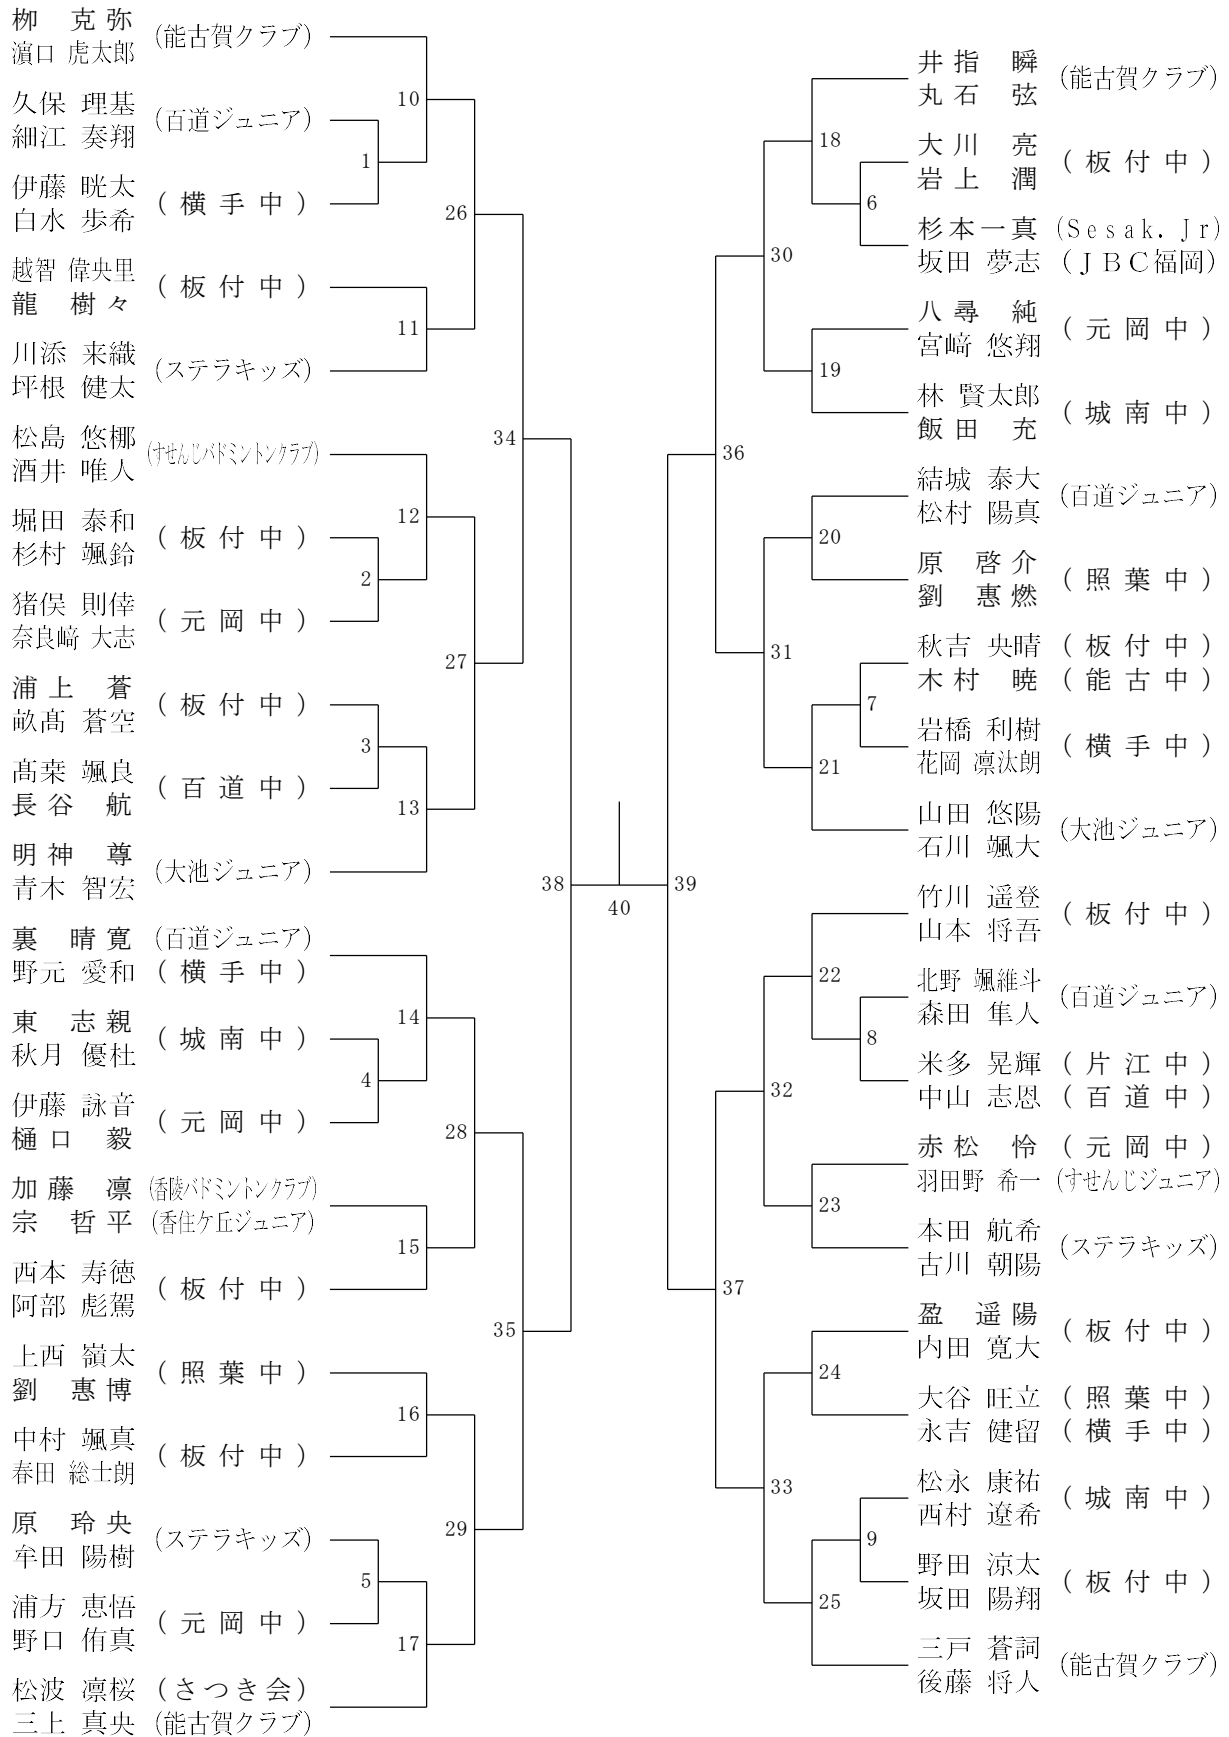 栁 克弥 (能古賀クラブ)
濵口 虎太郎
久保 理基 (百道ジュニア)
細江 奏翔
伊藤 晄太 (横手中)
白水 歩希
越智 偉央里 (板付中)
龍 樹々
川添 来織 (ステラキッズ)
坪根 健太
松島 悠梛 (すせんじバドミントンクラブ)
酒井 唯人
堀田 泰和 (板付中)
杉村 颯鈴
猪俣 則倖 (元岡中)
奈良﨑 大志
浦上 蒼 (板付中)
畝髙 蒼空
髙桒 颯良 (百道中)
長谷 航
明神 尊 (大池ジュニア)
青木 智宏
裏 晴寛 (百道ジュニア)
野元 愛和 (横手中)
東 志親 (城南中)
秋月 優杜
伊藤 詠音 (元岡中)
樋口 毅
加藤 凛 (香陵バドミントンクラブ)
宗 哲平 (香住ケ丘ジュニア)
西本 寿徳 (板付中)
阿部 彪駕
上西 嶺太 (照葉中)
劉 惠博
中村 颯真 (板付中)
春田 総士朗
原 玲央 (ステラキッズ)
牟田 陽樹
浦方 恵悟 (元岡中)
野口 侑真
松波 凛桜 (さつき会)
三上 真央 (能古賀クラブ)
1
2
3
4
5
10
11
12
13
14
15
16
17
26
27
28
29
34
35
38
40
39
36
37
30
31
32
33
18
19
20
21
22
23
24
25
6
7
8
9
井指 瞬 (能古賀クラブ)
丸石 弦
大川 亮 (板付中)
岩上 潤
杉本一真 (Sesak.Jr)
坂田 夢志 (ＪＢＣ福岡)
八尋 純 (元岡中)
宮﨑 悠翔
林 賢太郎 (城南中)
飯田 充
結城 泰大 (百道ジュニア)
松村 陽真
原 啓介 (照葉中)
劉 惠燃
秋吉 央晴 (板付中)
木村 暁 (能古中)
岩橋 利樹 (横手中)
花岡 凛汰朗
山田 悠陽 (大池ジュニア)
石川 颯大
竹川 遥登 (板付中)
山本 将吾
北野 颯維斗 (百道ジュニア)
森田 隼人
米多 晃輝 (片江中)
中山 志恩 (百道中)
赤松 怜 (元岡中)
羽田野 希一 (すせんじジュニア)
本田 航希 (ステラキッズ)
古川 朝陽
盈 遥陽 (板付中)
内田 寛大
大谷 旺立 (照葉中)
永吉 健留 (横手中)
松永 康祐 (城南中)
西村 遼希
野田 涼太 (板付中)
坂田 陽翔
三戸 蒼詞 (能古賀クラブ)
後藤 将人